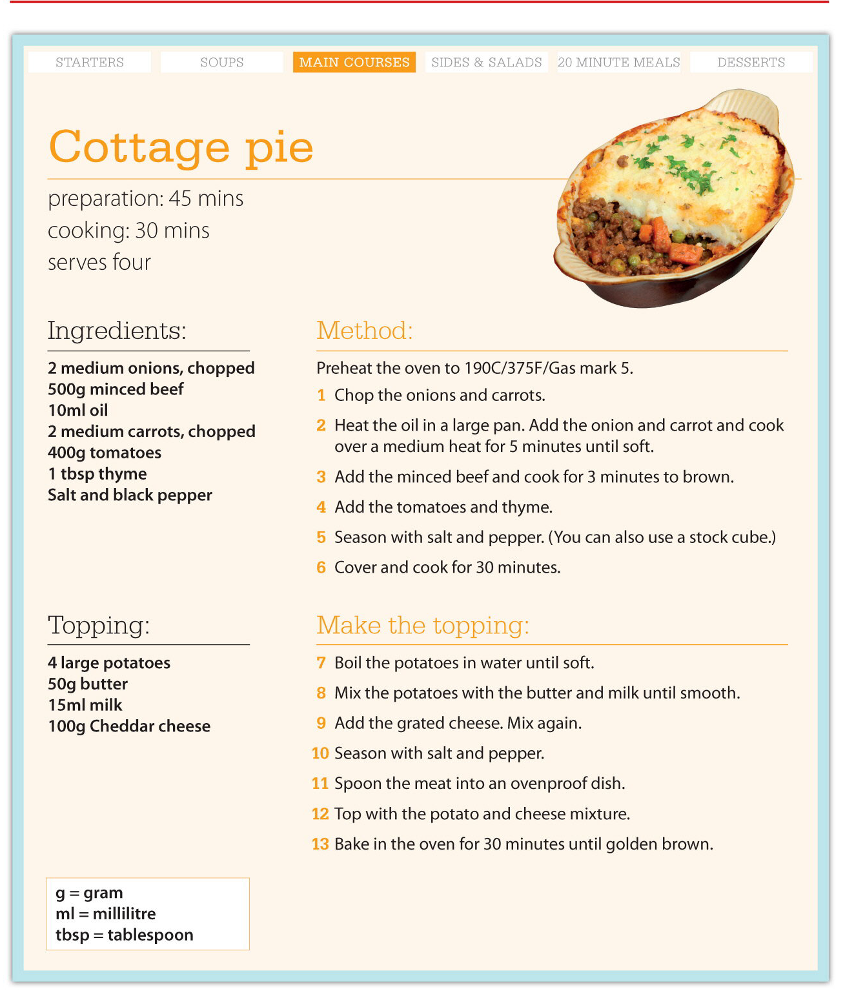 STARTERS
SOUPS
MAIN COURSES
SIDES & SALADS
20 MINUTE MEALS
DESSERTS
Cottage pie
preparation: 45 mins
cooking: 30 mins
serves four
Ingredients:
2 medium onions, chopped
500g minced beef
10ml oil
2 medium carrots, chopped
400g tomatoes
1 tbsp thyme
Salt and black pepper
Method:
Preheat the oven to 190C/375F/Gas mark 5.
1 Chop the onions and carrots.
2 Heat the oil in a large pan. Add the onion and carrot and cook
over a medium heat for 5 minutes until soft.
3 Add the minced beef and cook for 3 minutes to brown.
4 Add the tomatoes and thyme.
5 Season with salt and pepper. (You can also use a stock cube.)
6 Cover and cook for 30 minutes.
Topping:
4 large potatoes
50g butter
15ml milk
100g Cheddar cheese
Make the topping:
7 Boil the potatoes in water until soft.
8 Mix the potatoes with the butter and milk until smooth.
9 Add the grated cheese. Mix again.
10 Season with salt and pepper.
11 Spoon the meat into an ovenproof dish.
12 Top with the potato and cheese mixture.
13 Bake in the oven for 30 minutes until golden brown.
g = gram
ml = millilitre
tbsp = tablespoon